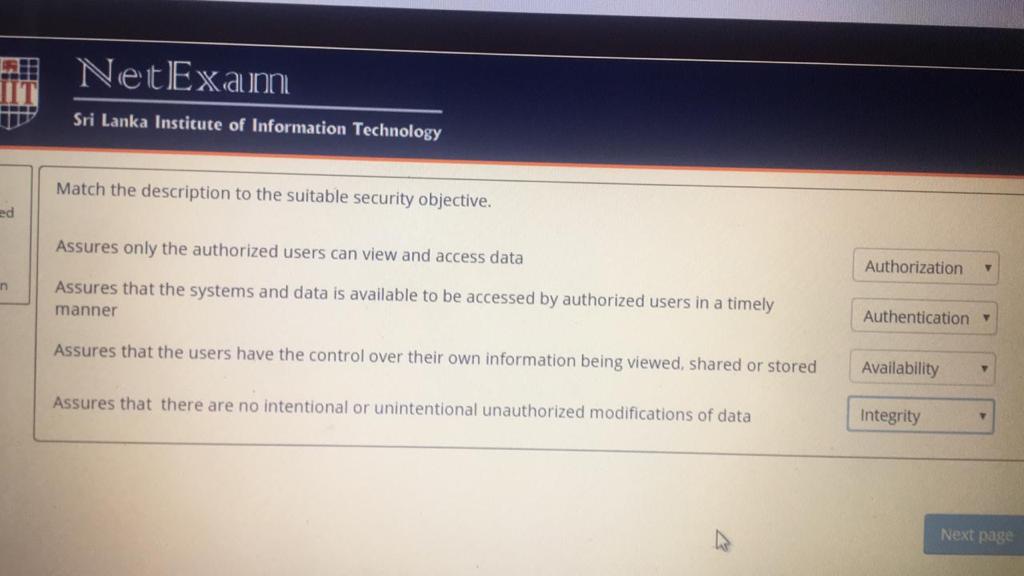 IIT
NetExam
Sri Lanka Institute of Information Technology
ed
n
Match the description to the suitable security objective.
Assures only the authorized users can view and access data
Authorization
Assures that the systems and data is available to be accessed by authorized users in a timely
manner
Authentication
Assures that the users have the control over their own information being viewed, shared or stored
Availability
Assures that there are no intentional or unintentional unauthorized modifications of data
Integrity
Next page